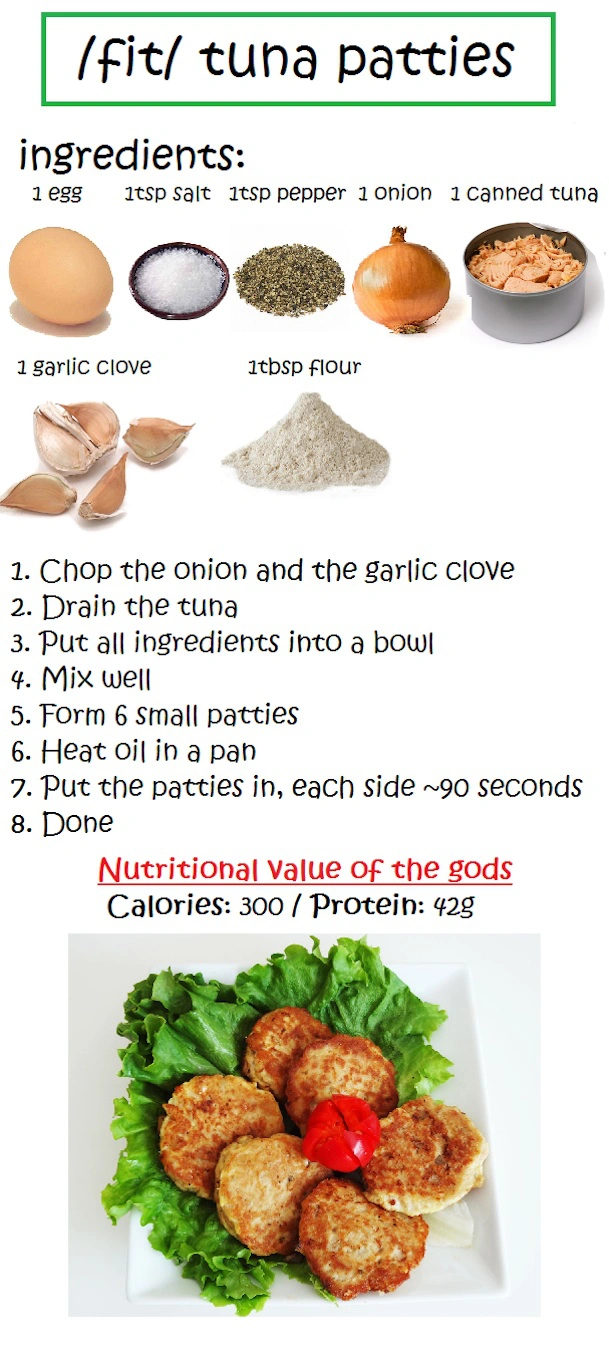 /fit/ tuna patties
ingredients:
1 egg 1tsp salt 1tsp pepper 1 onion 1 canned tuna
1 garlic clove 1tbsp flour
1. Chop the onion and the garlic clove
2. Drain the tuna
3. Put all ingredients into a bowl
4. Mix well
5. Form 6 small patties
6. Heat oil in a pan
7. Put the patties in, each side ~90 seconds
8. Done
Nutritional value of the gods
Calories: 300 / Protein: 42g